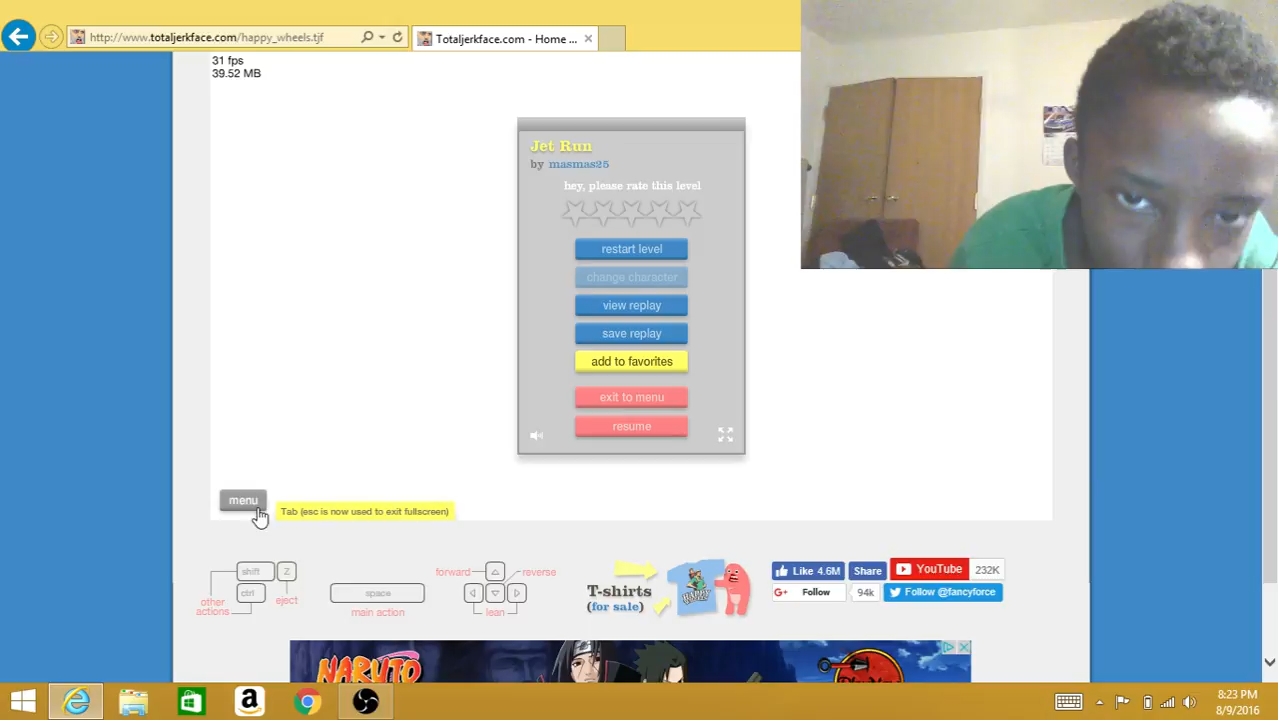 http://www.totaljerkface.com/happy_wheels.tjf
Totaljerkface.com - Home ...
31 fps
39.52 MB
Jet Run
by masmas25
hey, please rate this level
restart level
change character
view replay
save replay
add to favorites
exit to menu
resume
menu
Tab (esc is now used to exit fullscreen)
shift
Z
ctrl
eject
other
actions
space
main action
forward
reverse
lean
T-shirts
(for sale)
HAPPY WHEELS
Like 4.6M
Share
YouTube
232K
G+ Follow
94k
Follow @fancyforce
NARUTO
8:23 PM
8/9/2016